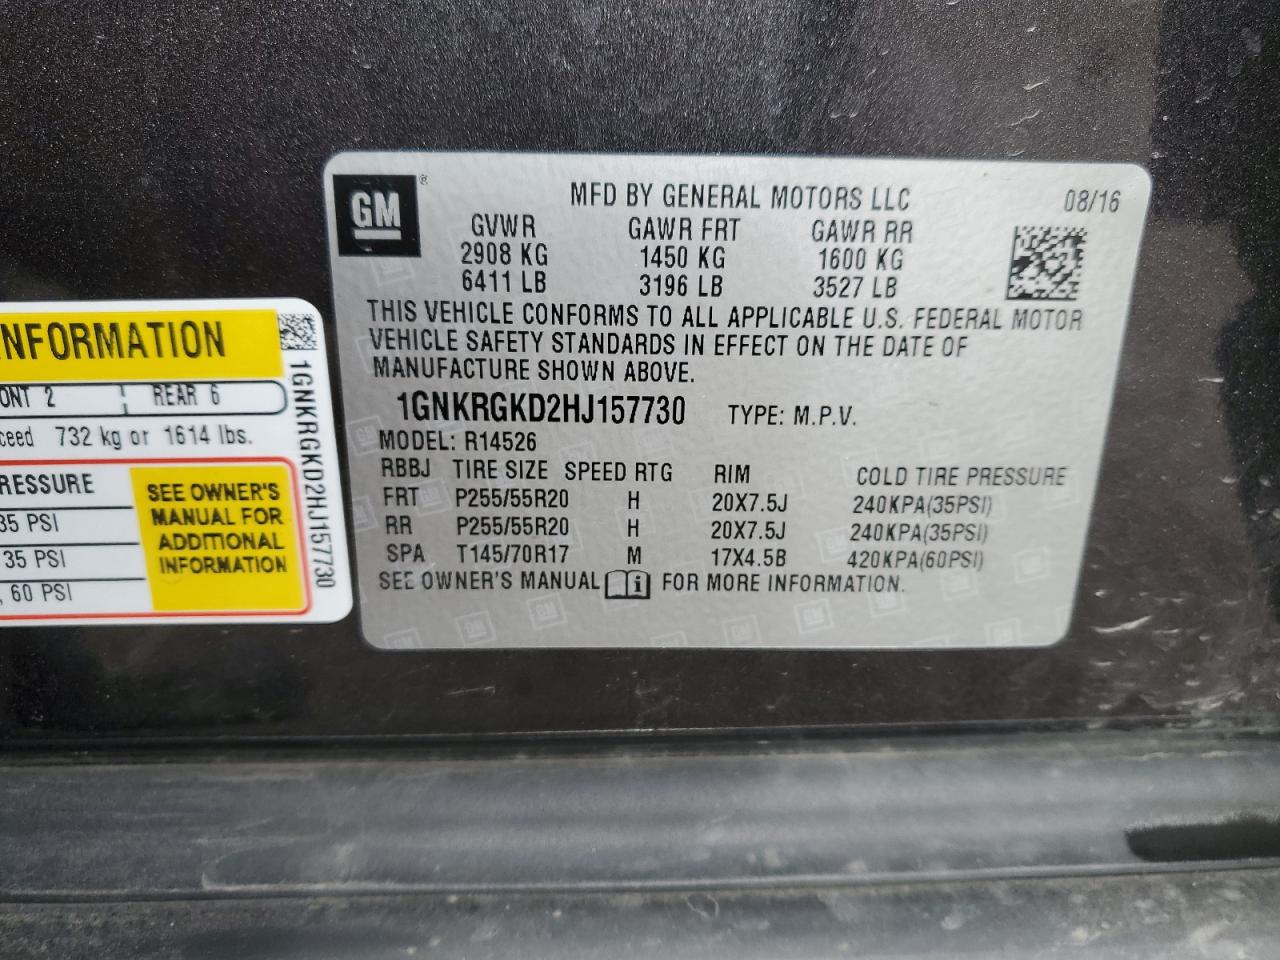 GM ®
MFD BY GENERAL MOTORS LLC 08/16
GVWR GAWR FRT GAWR RR
2908 KG 1450 KG 1600 KG
6411 LB 3196 LB 3527 LB
THIS VEHICLE CONFORMS TO ALL APPLICABLE U.S. FEDERAL MOTOR
VEHICLE SAFETY STANDARDS IN EFFECT ON THE DATE OF
MANUFACTURE SHOWN ABOVE.
1GNKRGKD2HJ157730 TYPE: M.P.V.
MODEL: R14526
RBBJ TIRE SIZE SPEED RTG RIM COLD TIRE PRESSURE
FRT P255/55R20 H 20X7.5J 240KPA(35PSI)
RR P255/55R20 H 20X7.5J 240KPA(35PSI)
SPA T145/70R17 M 17X4.5B 420KPA(60PSI)
SEE OWNER'S MANUAL i FOR MORE INFORMATION.
NFORMATION
ONT 2 REAR 6
ceed 732 kg or 1614 lbs.
RESSURE
35 PSI
35 PSI
, 60 PSI
SEE OWNER'S
MANUAL FOR
ADDITIONAL
INFORMATION
1GNKRGKD2HJ157730